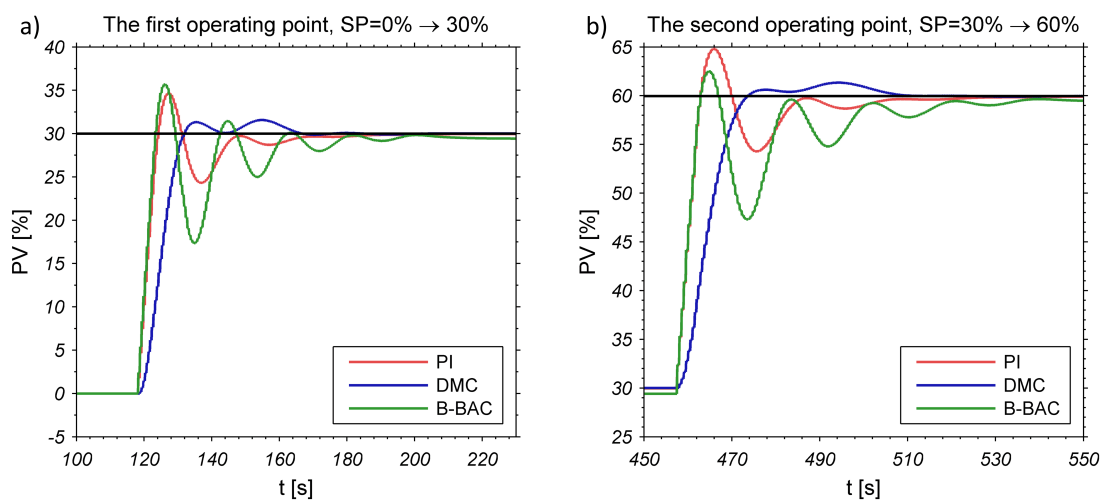 a) The first operating point, SP=0% → 30%
40
35
30
25
20
15
10
5
0
-5
PV [%]
100 120 140 160 180 200 220
t [s]
PI
DMC
B-BAC
b) The second operating point, SP=30% → 60%
65
60
55
50
45
40
35
30
25
PV [%]
450 470 490 510 530 550
t [s]
PI
DMC
B-BAC